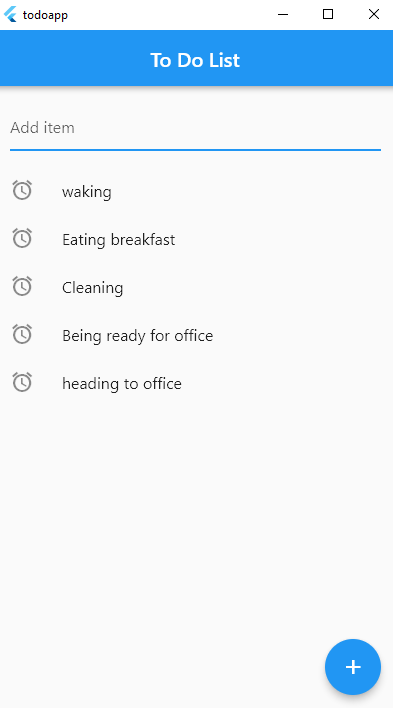 todoapp
To Do List
Add item
waking
Eating breakfast
Cleaning
Being ready for office
heading to office